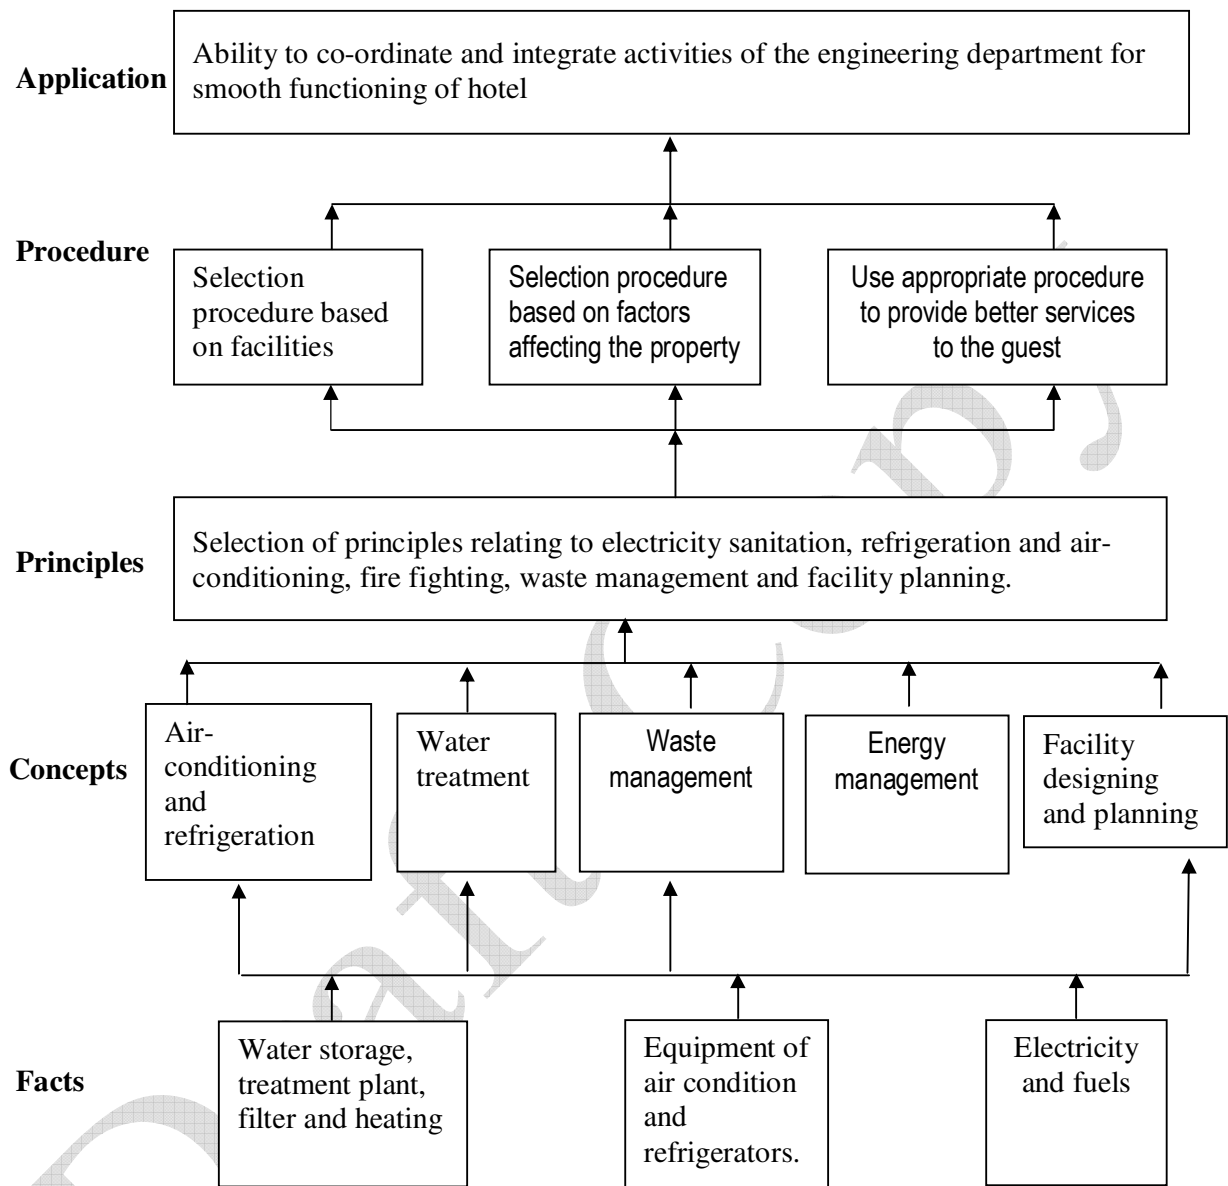 Application
Ability to co-ordinate and integrate activities of the engineering department for
smooth functioning of hotel
Procedure
Selection
procedure based
on facilities
Selection procedure
based on factors
affecting the property
Use appropriate procedure
to provide better services
to the guest
Principles
Selection of principles relating to electricity sanitation, refrigeration and air-
conditioning, fire fighting, waste management and facility planning.
Concepts
Air-
conditioning
and
refrigeration
Water
treatment
Waste
management
Energy
management
Facility
designing
and planning
Facts
Water storage,
treatment plant,
filter and heating
Equipment of
air condition
and
refrigerators.
Electricity
and fuels
Draft Copy